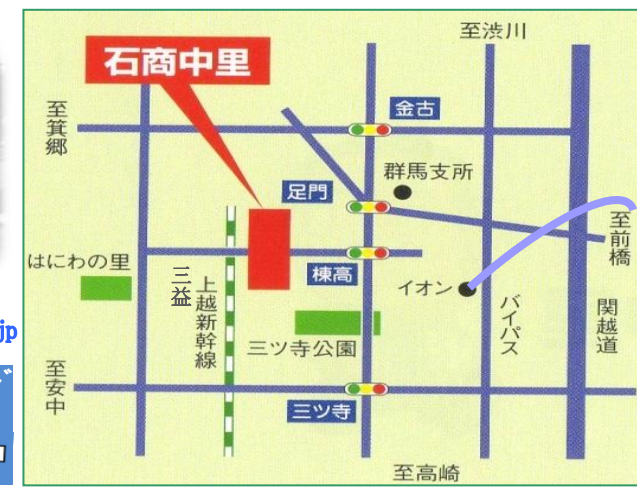 至渋川
石商中里
至箕郷
金古
群馬支所
足門
至前橋
はにわの里
棟高
三益
上越新幹線
イオン
バイパス
関越道
三ツ寺公園
jp
至安中
三ツ寺
至高崎